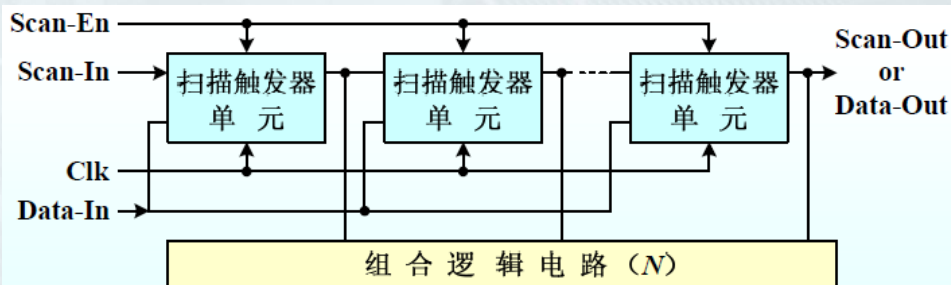 Scan-En
Scan-In
扫描触发器
单 元
扫描触发器
单 元
扫描触发器
单 元
Scan-Out
or
Data-Out
Clk
Data-In
组 合 逻 辑 电 路（N）